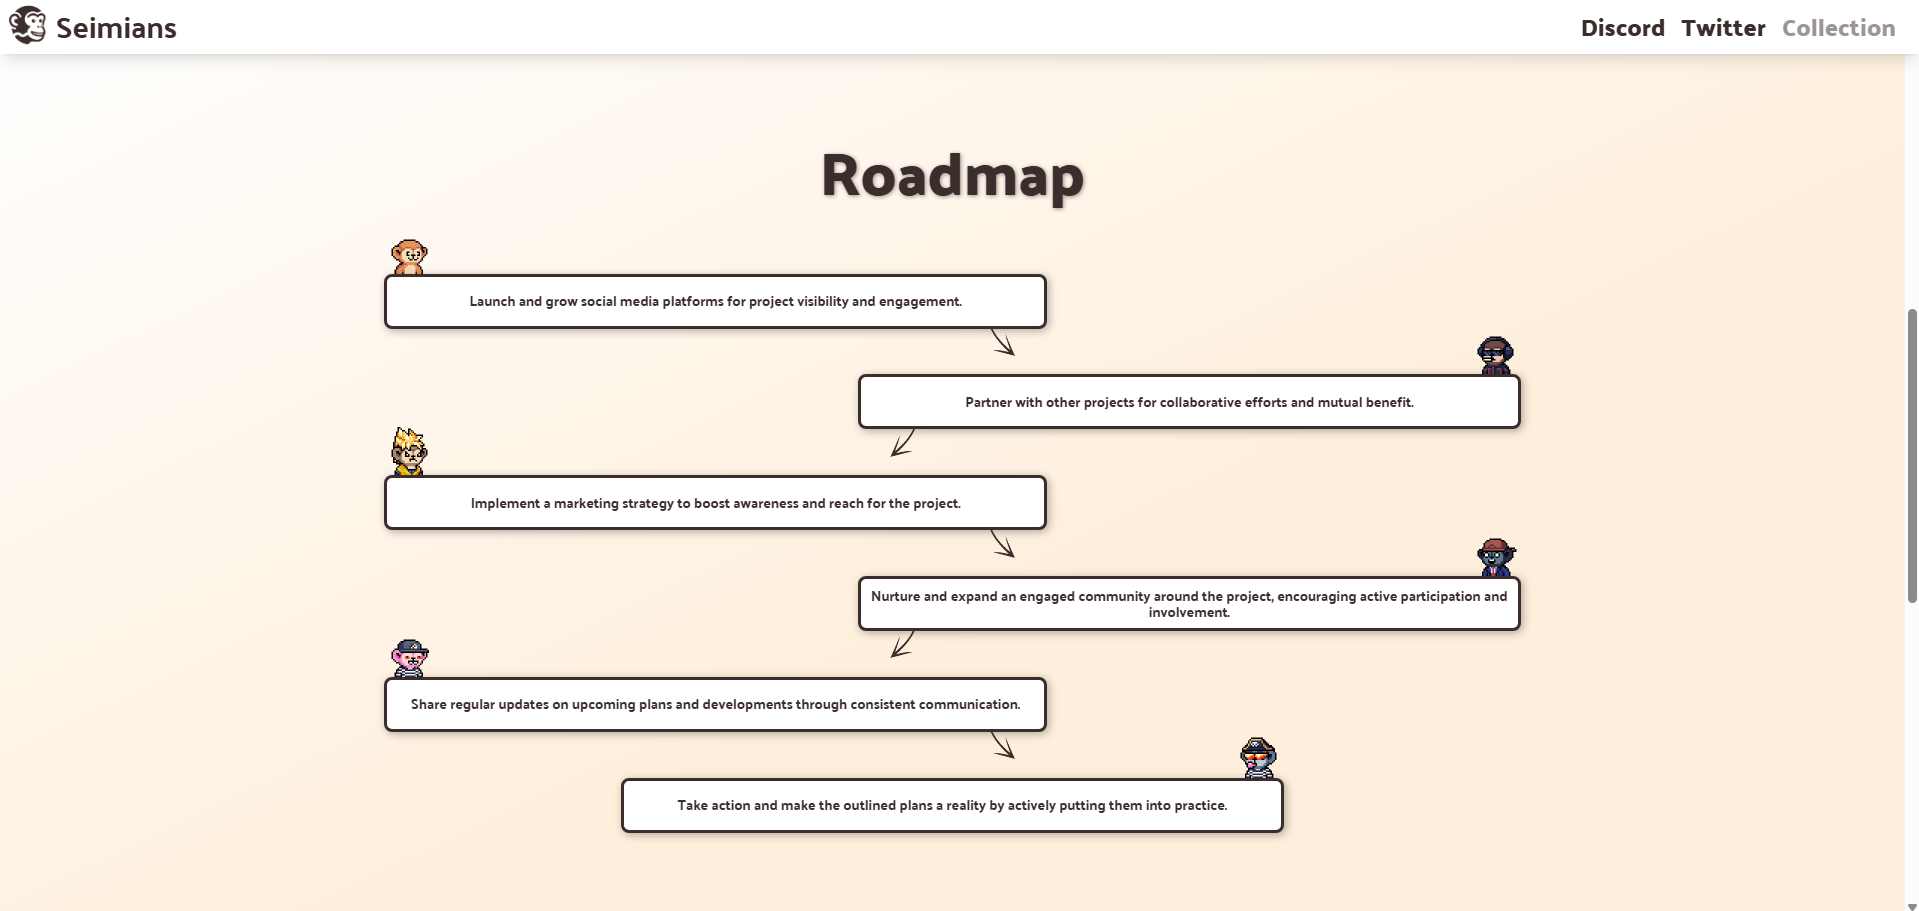 Seimians
Discord Twitter Collection
Roadmap
Launch and grow social media platforms for project visibility and engagement.
Partner with other projects for collaborative efforts and mutual benefit.
Implement a marketing strategy to boost awareness and reach for the project.
Nurture and expand an engaged community around the project, encouraging active participation and
involvement.
Share regular updates on upcoming plans and developments through consistent communication.
Take action and make the outlined plans a reality by actively putting them into practice.